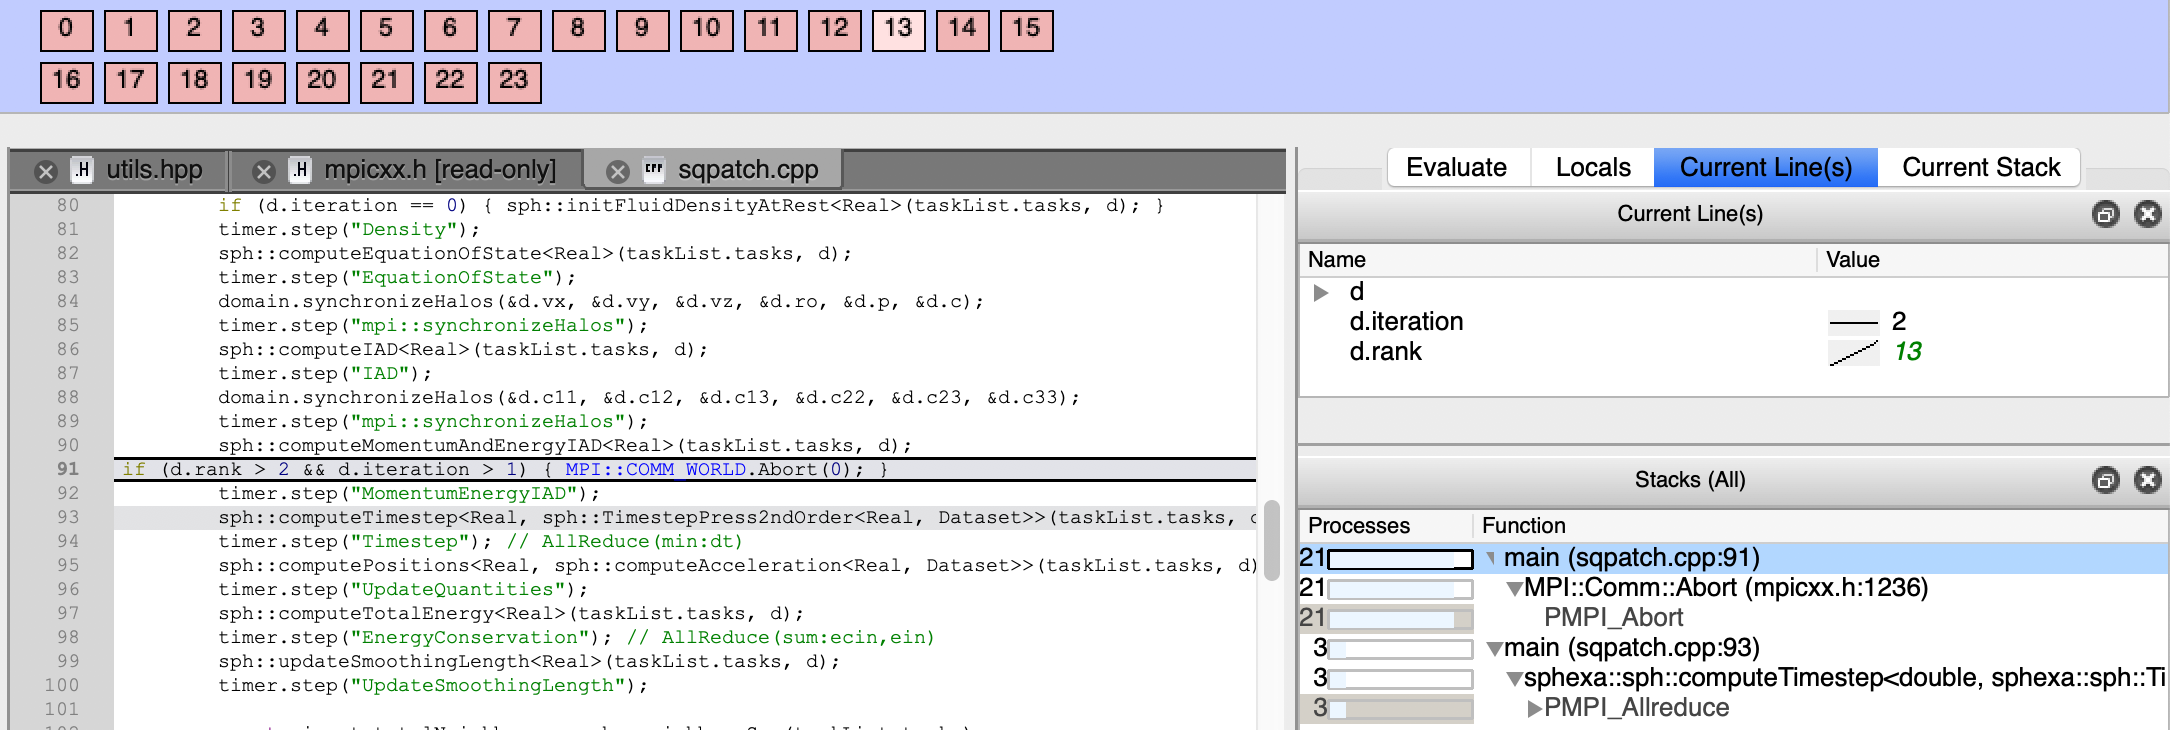 0 1 2 3 4 5 6 7 8 9 10 11 12 13 14 15
16 17 18 19 20 21 22 23
utils.hpp mpicxx.h [read-only] sqpatch.cpp
80 if (d.iteration == 0) { sph::initFluidDensityAtRest<Real>(taskList.tasks, d); }
81 timer.step("Density");
82 sph::computeEquationOfState<Real>(taskList.tasks, d);
83 timer.step("EquationOfState");
84 domain.synchronizeHalos(&d.vx, &d.vy, &d.vz, &d.ro, &d.p, &d.c);
85 timer.step("mpi::synchronizeHalos");
86 sph::computeIAD<Real>(taskList.tasks, d);
87 timer.step("IAD");
88 domain.synchronizeHalos(&d.c11, &d.c12, &d.c13, &d.c22, &d.c23, &d.c33);
89 timer.step("mpi::synchronizeHalos");
90 sph::computeMomentumAndEnergyIAD<Real>(taskList.tasks, d);
91 if (d.rank > 2 && d.iteration > 1) { MPI::COMM_WORLD.Abort(0); }
92 timer.step("MomentumEnergyIAD");
93 sph::computeTimestep<Real, sph::TimestepPress2ndOrder<Real, Dataset>>(taskList.tasks,
94 timer.step("Timestep"); // AllReduce(min:dt)
95 sph::computePositions<Real, sph::computeAcceleration<Real, Dataset>>(taskList.tasks, d)
96 timer.step("UpdateQuantities");
97 sph::computeTotalEnergy<Real>(taskList.tasks, d);
98 timer.step("EnergyConservation"); // AllReduce(sum:ecin,ein)
99 sph::updateSmoothingLength<Real>(taskList.tasks, d);
100 timer.step("UpdateSmoothingLength");
101
Evaluate Locals Current Line(s) Current Stack
Current Line(s)
Name Value
d
d.iteration 2
d.rank 13
Stacks (All)
Processes Function
21 main (sqpatch.cpp:91)
21 MPI::Comm::Abort (mpicxx.h:1236)
21 PMPI_Abort
3 main (sqpatch.cpp:93)
3 sphexa::sph::computeTimestep<double, sphexa::sph::Ti
3 PMPI_Allreduce